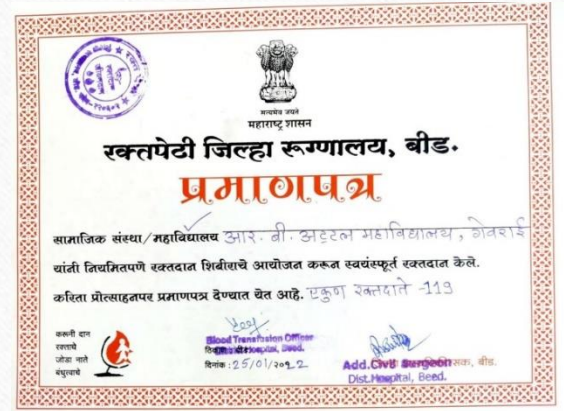 सत्यमेव जयते
महाराष्ट्र शासन
रक्तपेढी जिल्हा रूग्णालय, बीड.
प्रमाणपत्र
सामाजिक संस्था/महाविद्यालय आर. बी. अट्टल महाविद्यालय, गेवराई
यांनी नियमितपणे रक्तदान शिबीराचे आयोजन करून स्वयंस्फूर्त रक्तदान केले.
करिता प्रोत्साहनपर प्रमाणपत्र देण्यात येत आहे. एकुण रक्तदाते -119
करूनी दान
रक्ताचे
जोडा नाते
बंधुत्वाचे
Blood Transfusion Officer
Hospital, Beed.
दिनांक : 25/01/2022
Add.Civil Surgeon बीड.
Dist.Hospital, Beed.